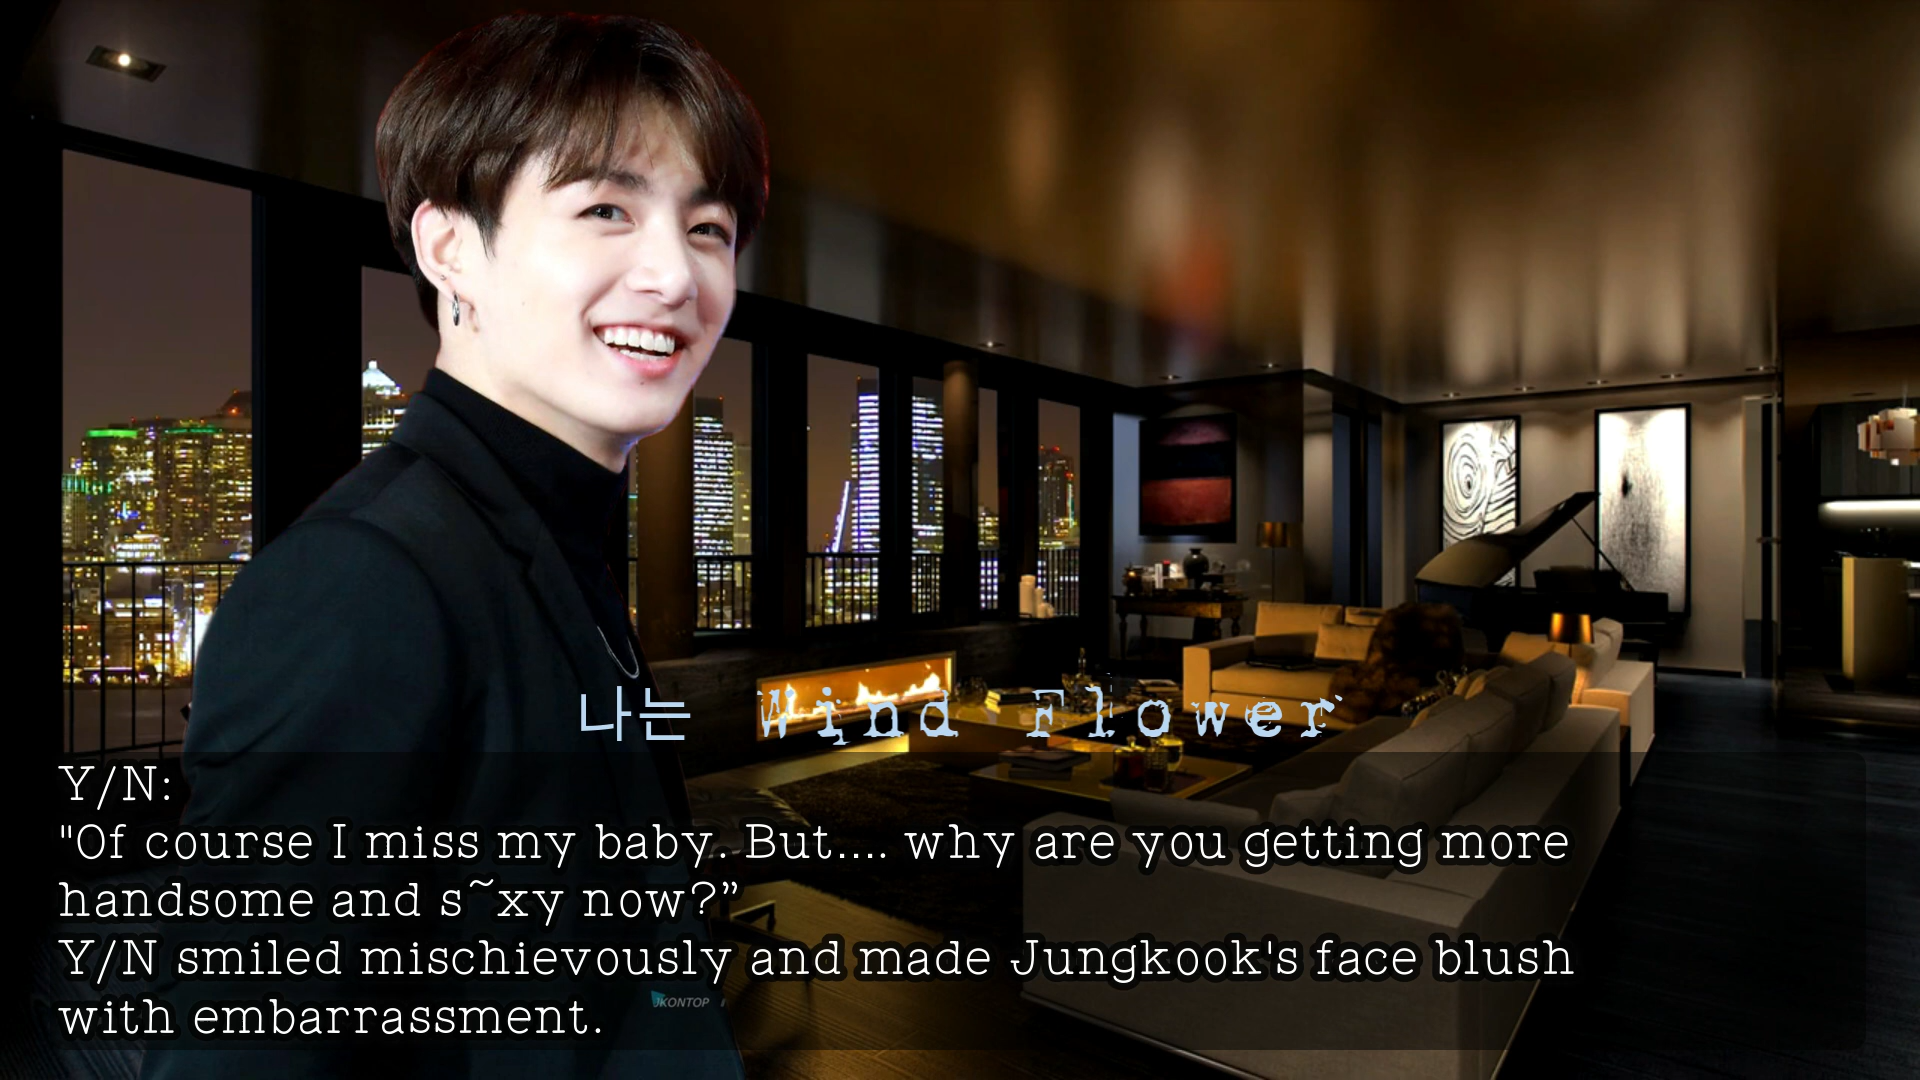 나는 Wind Flower
Y/N:
"Of course I miss my baby. But.... why are you getting more
handsome and s~xy now?”
Y/N smiled mischievously and made Jungkook's face blush
with embarrassment.
JKONTOP